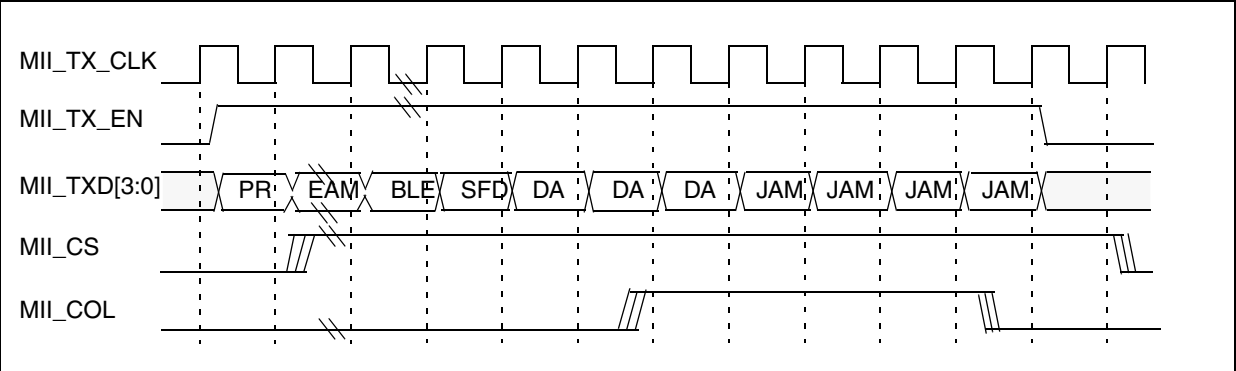 MII_TX_CLK
MII_TX_EN
MII_TXD[3:0] PR EAM BLE SFD DA DA DA JAM JAM JAM JAM
MII_CS
MII_COL